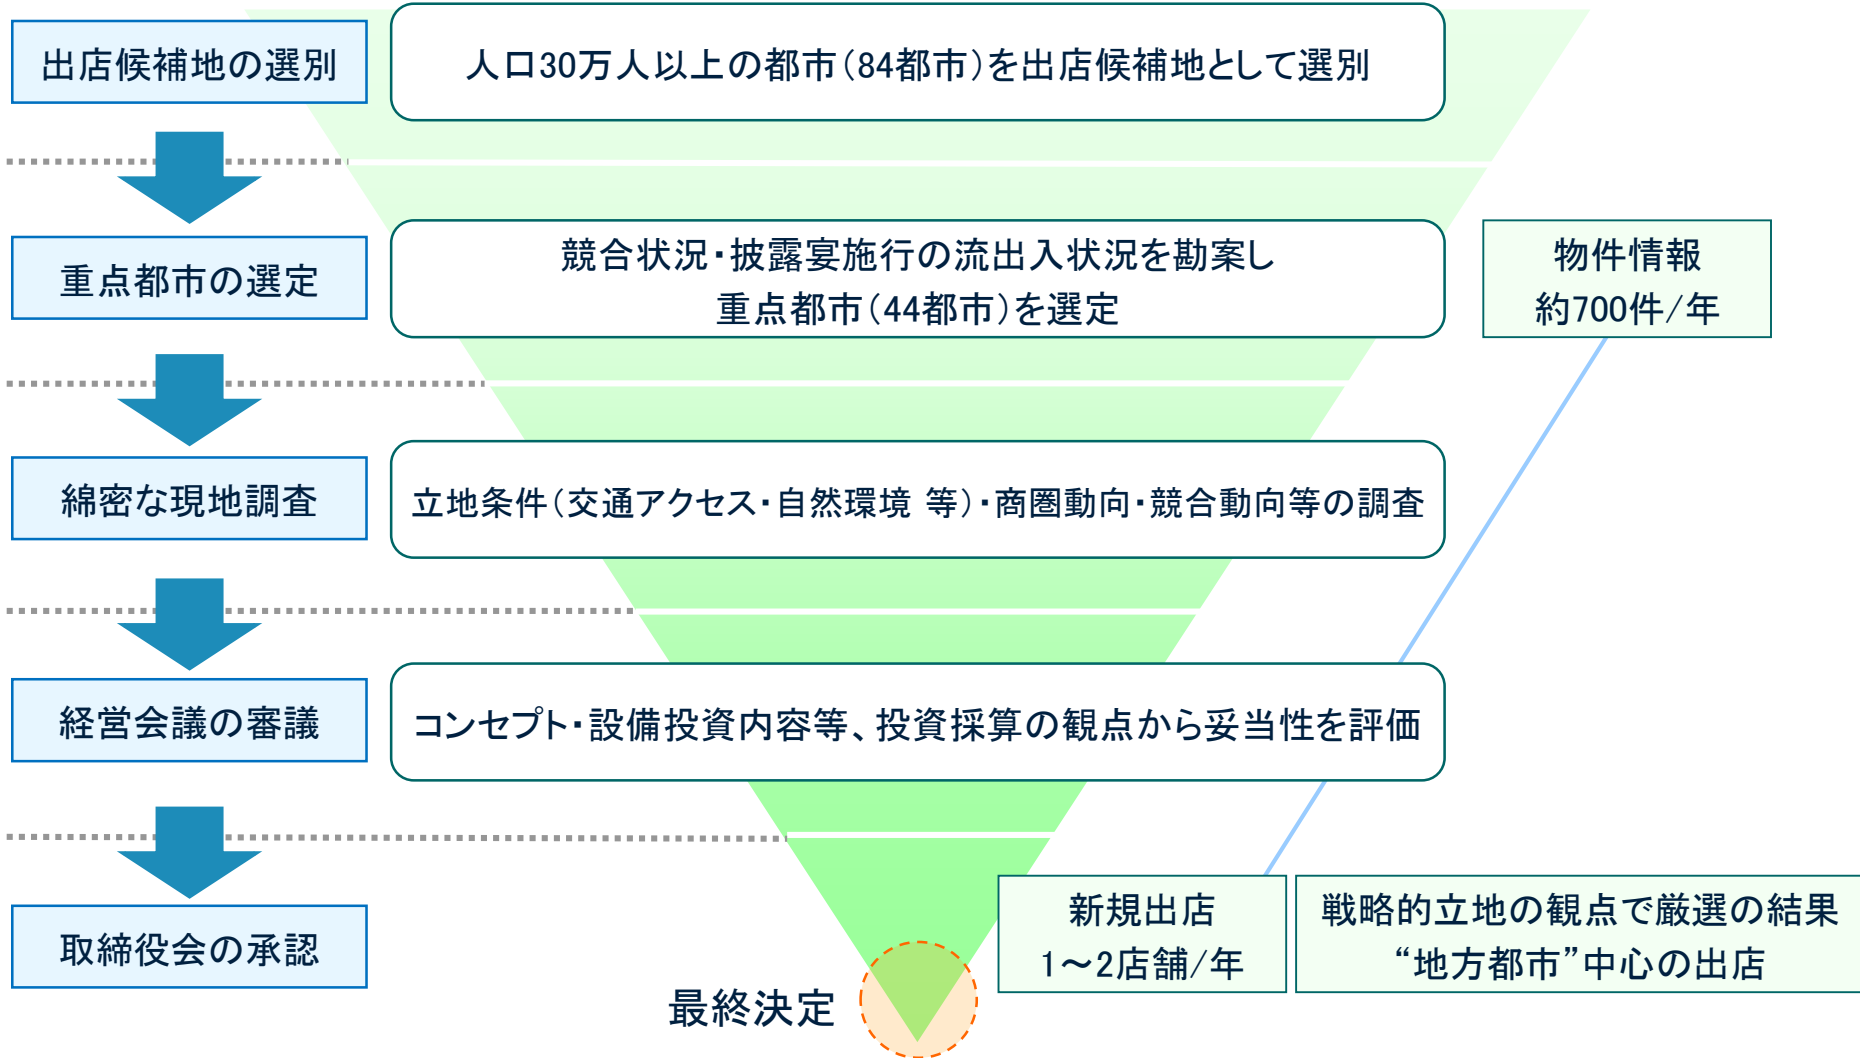 出店候補地の選別
人口30万人以上の都市(84都市)を出店候補地として選別
重点都市の選定
競合状況・披露宴施行の流出入状況を勘案し
重点都市(44都市)を選定
物件情報
約700件/年
綿密な現地調査
立地条件(交通アクセス・自然環境 等)・商圏動向・競合動向等の調査
経営会議の審議
コンセプト・設備投資内容等、投資採算の観点から妥当性を評価
取締役会の承認
新規出店
1～2店舗/年
戦略的立地の観点で厳選の結果
“地方都市”中心の出店
最終決定